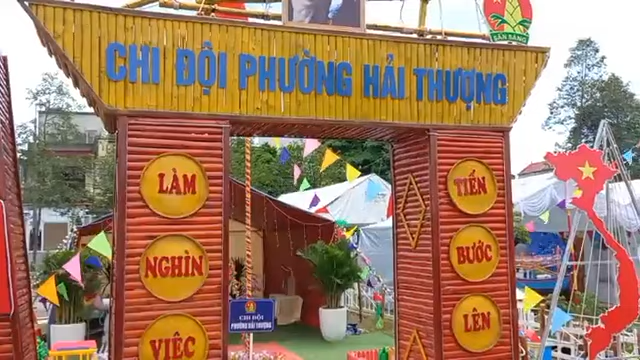 SẴN SÀNG
CHI ĐỘI PHƯỜNG HẢI THƯỢNG
LÀM
NGHÌN
VIỆC
TIẾN
BƯỚC
LÊN
CHI ĐỘI
PHƯỜNG HẢI THƯỢNG